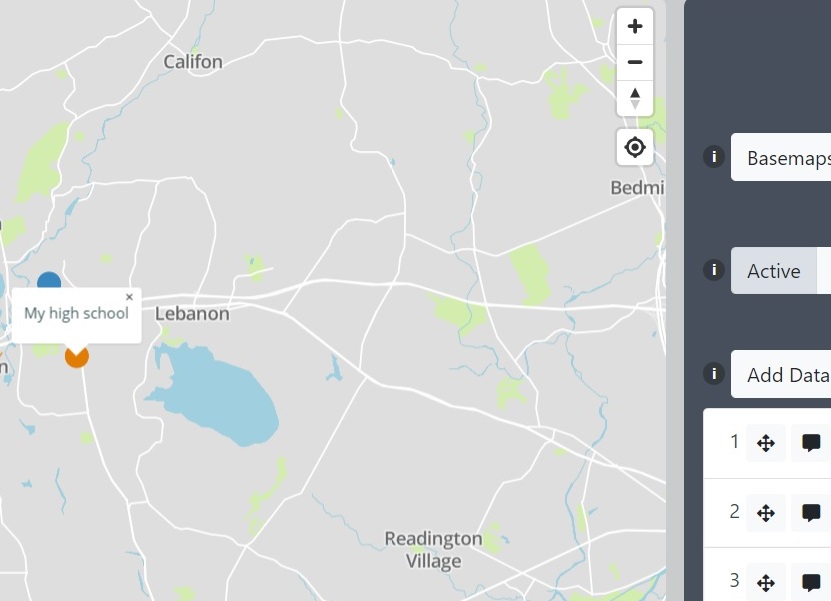 Califon
Bedmi
Basemaps
×
My high school
Lebanon
Active
n
Add Data
1
2
3
Readington
Village